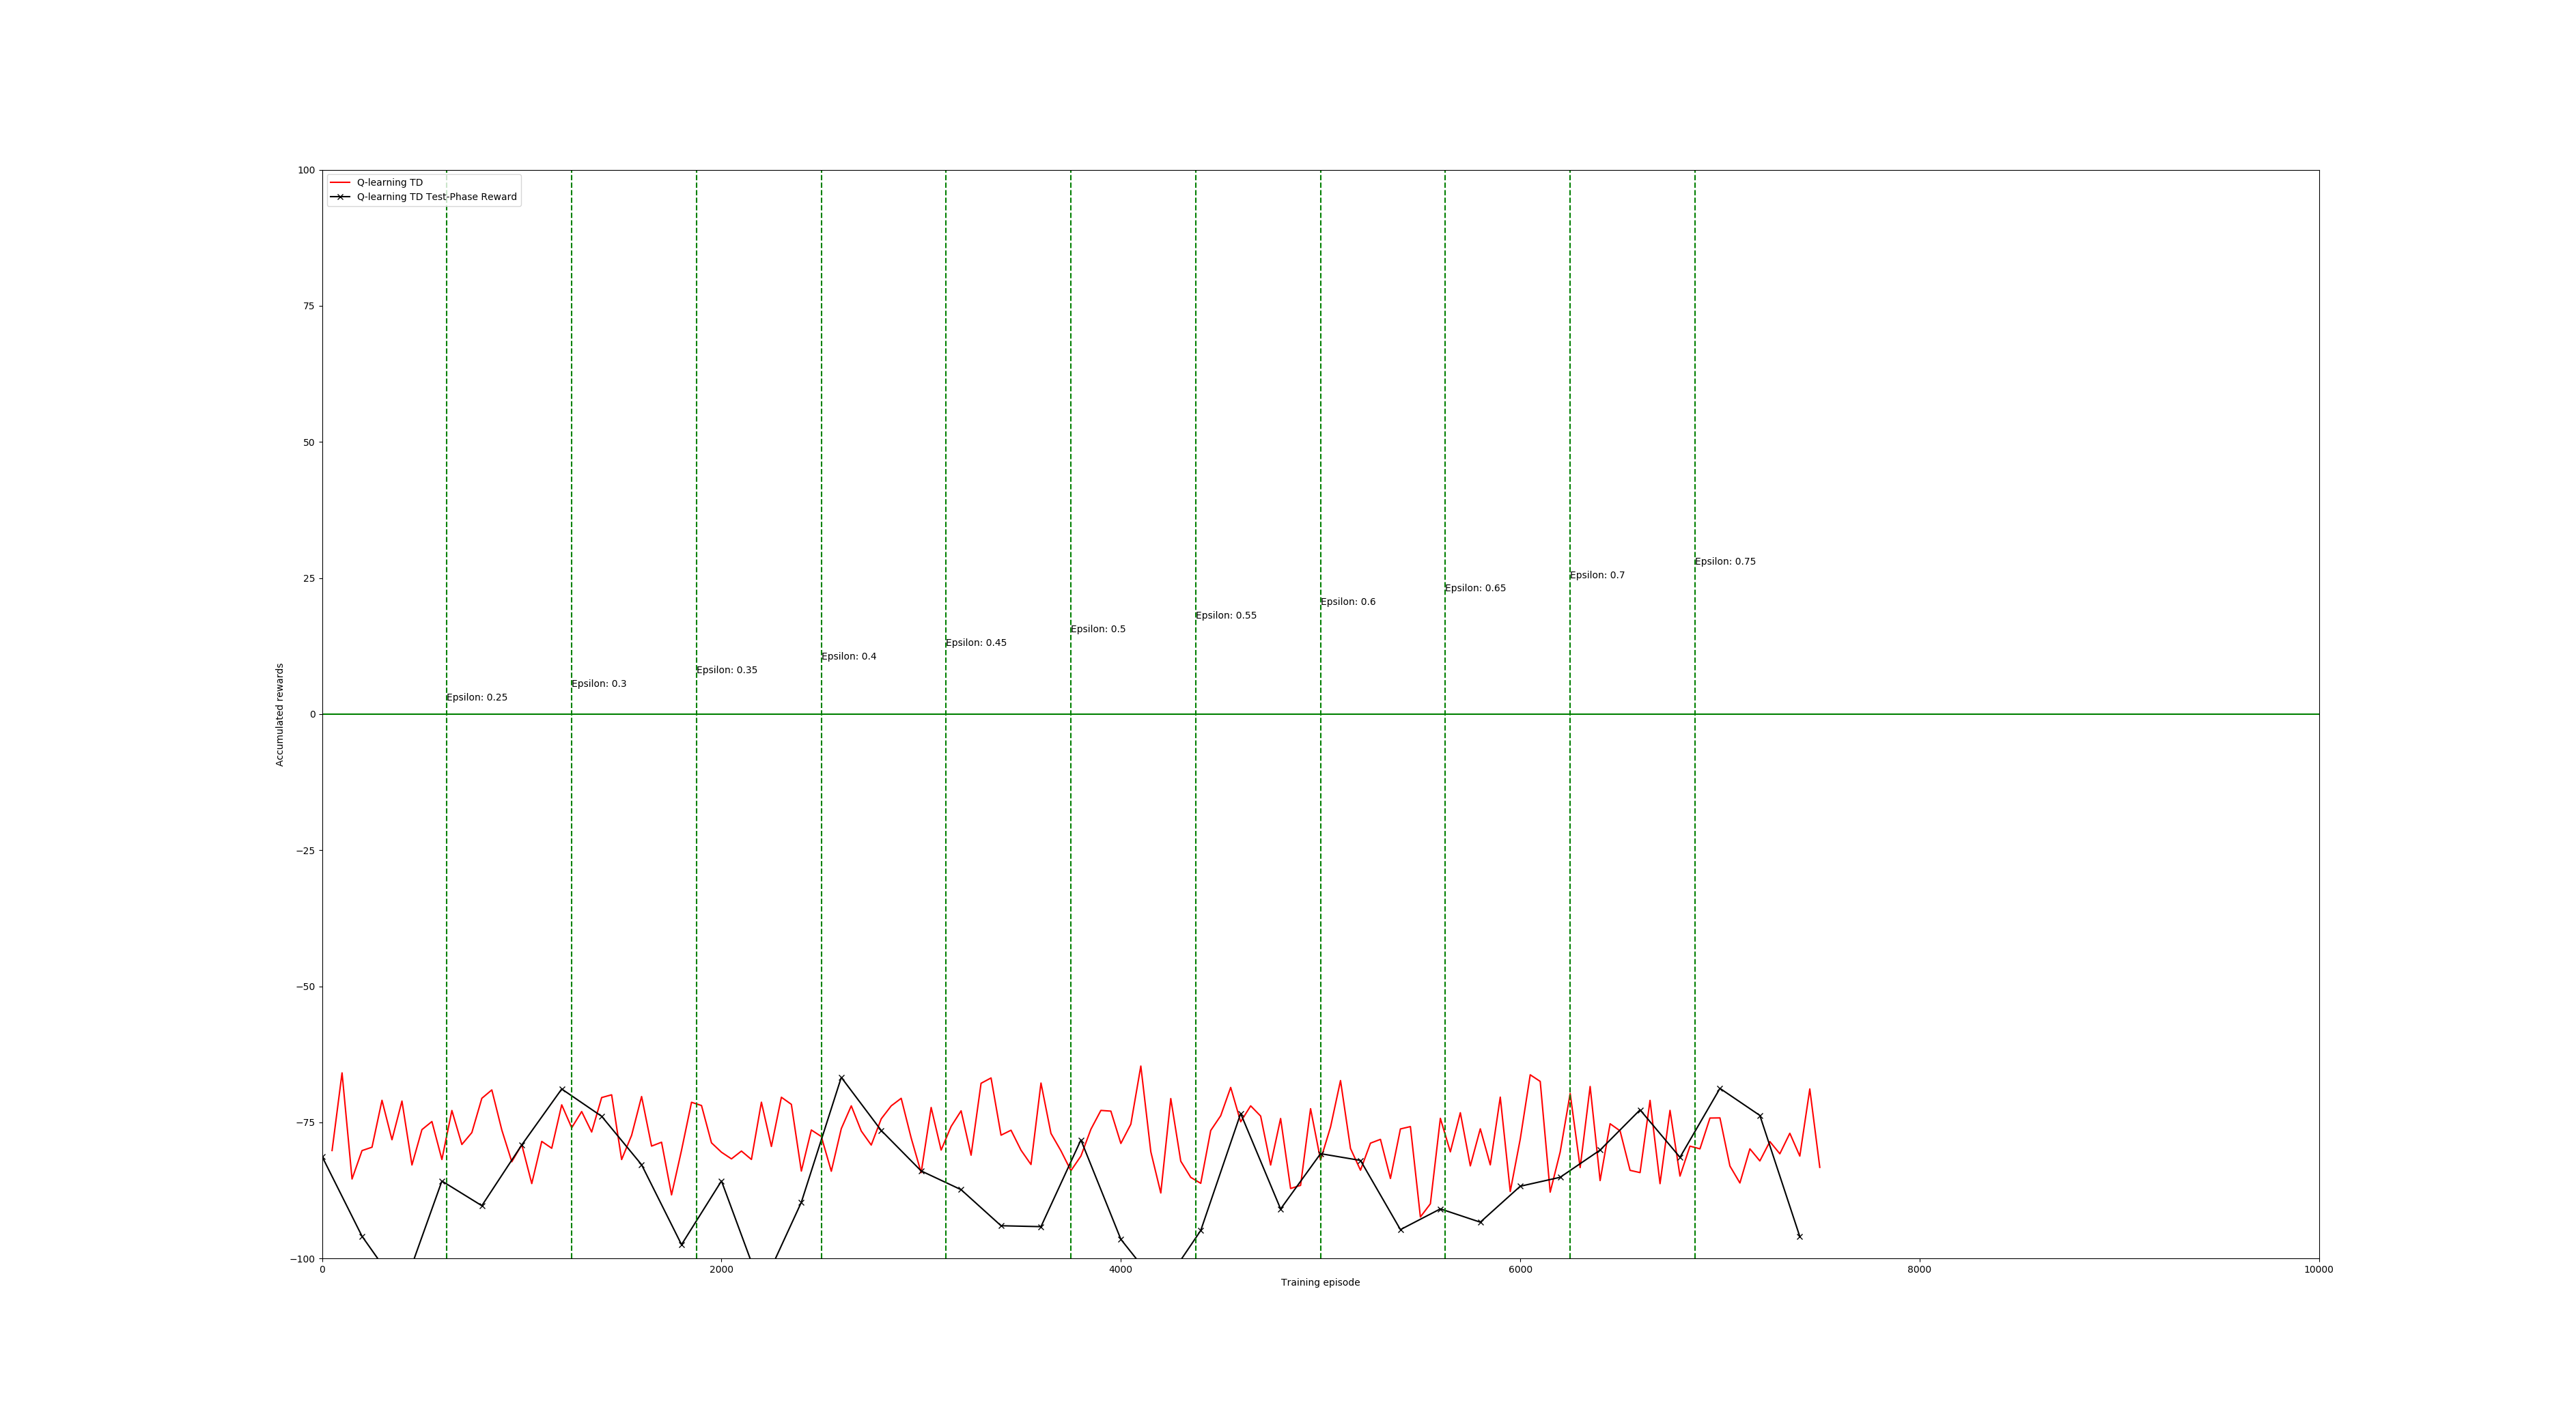 100
Q-learning TD
Q-learning TD Test-Phase Reward
75
50
25
0
−25
−50
−75
−100
Accumulated rewards
Epsilon: 0.25
Epsilon: 0.3
Epsilon: 0.35
Epsilon: 0.4
Epsilon: 0.45
Epsilon: 0.5
Epsilon: 0.55
Epsilon: 0.6
Epsilon: 0.65
Epsilon: 0.7
Epsilon: 0.75
0 2000 4000 6000 8000 10000
Training episode